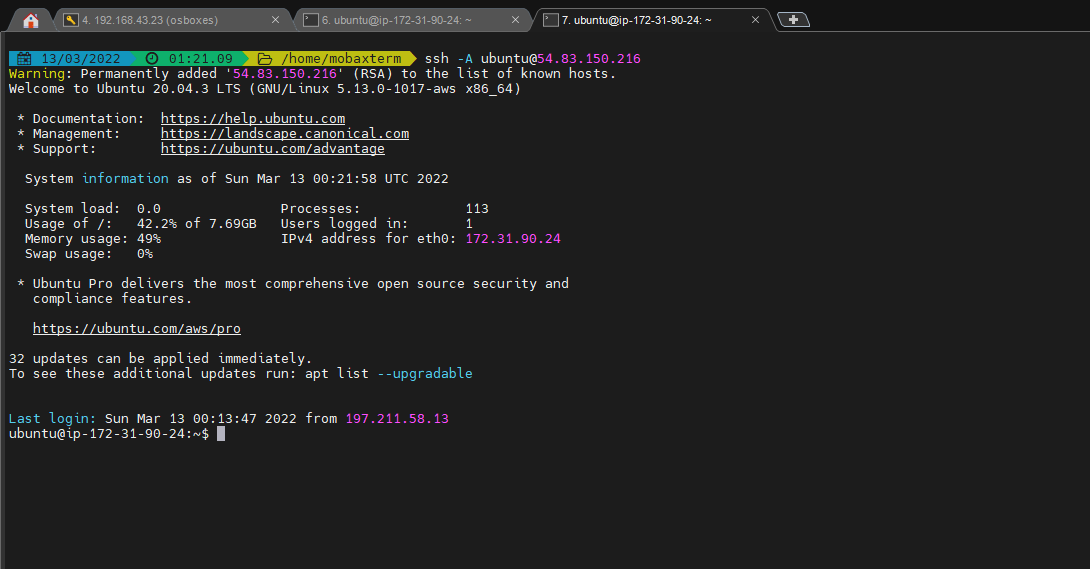 4. 192.168.43.23 (osboxes)
6. ubuntu@ip-172-31-90-24: ~
7. ubuntu@ip-172-31-90-24: ~
13/03/2022 01:21.09 /home/mobaxterm ssh -A ubuntu@54.83.150.216
Warning: Permanently added '54.83.150.216' (RSA) to the list of known hosts.
Welcome to Ubuntu 20.04.3 LTS (GNU/Linux 5.13.0-1017-aws x86_64)
* Documentation: https://help.ubuntu.com
* Management: https://landscape.canonical.com
* Support: https://ubuntu.com/advantage
System information as of Sun Mar 13 00:21:58 UTC 2022
System load: 0.0 Processes: 113
Usage of /: 42.2% of 7.69GB Users logged in: 1
Memory usage: 49% IPv4 address for eth0: 172.31.90.24
Swap usage: 0%
* Ubuntu Pro delivers the most comprehensive open source security and
compliance features.
https://ubuntu.com/aws/pro
32 updates can be applied immediately.
To see these additional updates run: apt list --upgradable
Last login: Sun Mar 13 00:13:47 2022 from 197.211.58.13
ubuntu@ip-172-31-90-24:~$